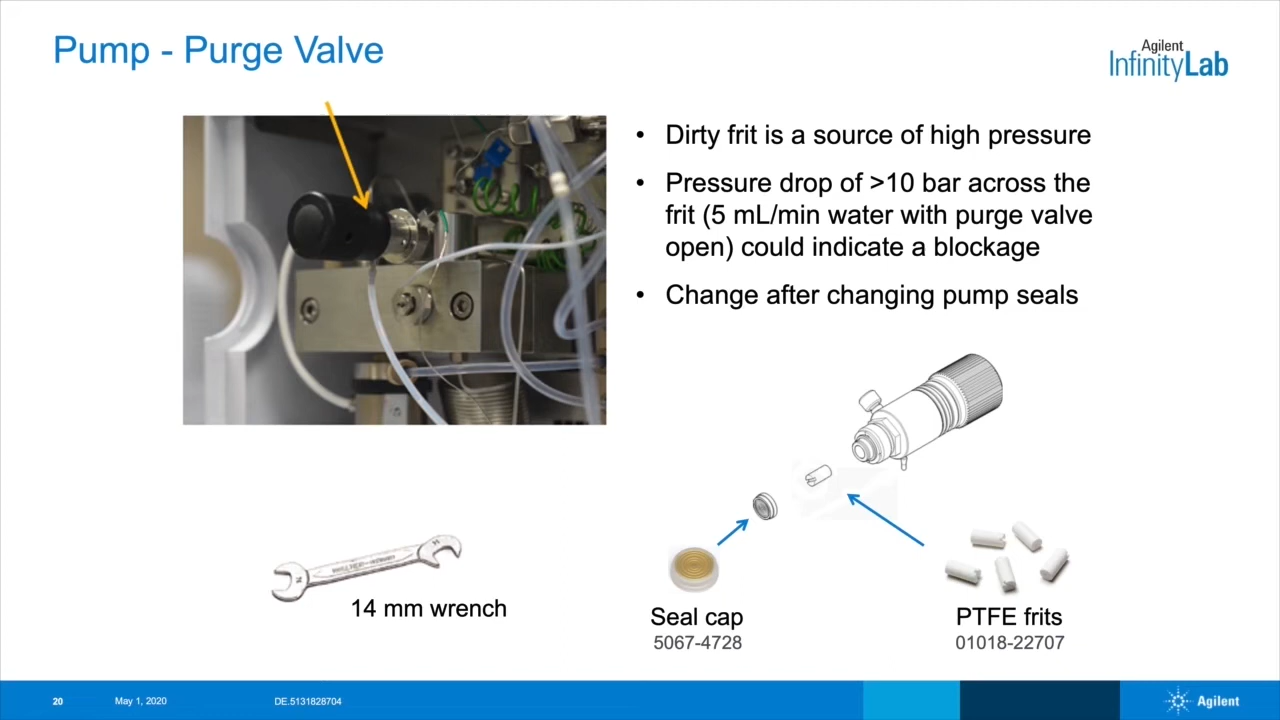 Pump - Purge Valve
Agilent
InfinityLab
• Dirty frit is a source of high pressure
• Pressure drop of >10 bar across the
frit (5 mL/min water with purge valve
open) could indicate a blockage
• Change after changing pump seals
14 mm wrench
Seal cap
5067-4728
PTFE frits
01018-22707
20
May 1, 2020
DE.5131828704
Agilent